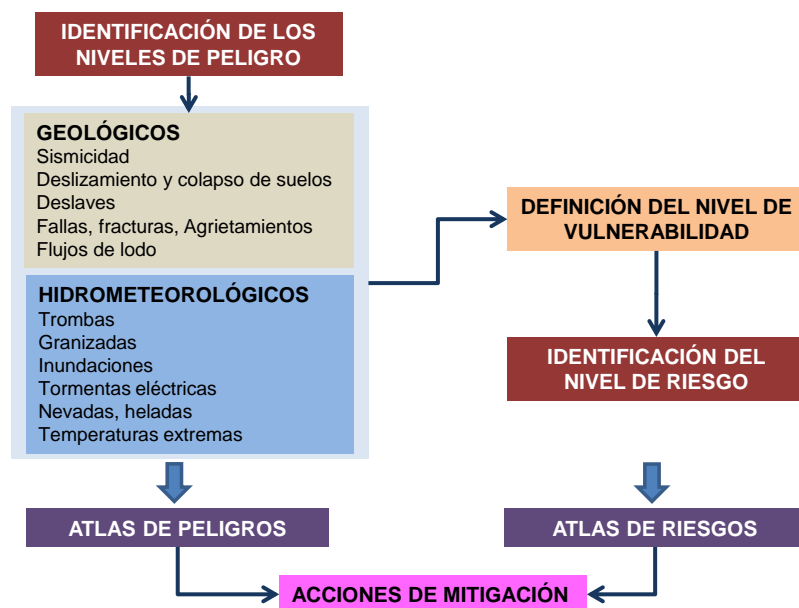 IDENTIFICACIÓN DE LOS
NIVELES DE PELIGRO
GEOLÓGICOS
Sismicidad
Deslizamiento y colapso de suelos
Deslaves
Fallas, fracturas, Agrietamientos
Flujos de lodo
HIDROMETEOROLÓGICOS
Trombas
Granizadas
Inundaciones
Tormentas eléctricas
Nevadas, heladas
Temperaturas extremas
DEFINICIÓN DEL NIVEL DE
VULNERABILIDAD
IDENTIFICACIÓN DEL
NIVEL DE RIESGO
ATLAS DE PELIGROS
ATLAS DE RIESGOS
ACCIONES DE MITIGACIÓN